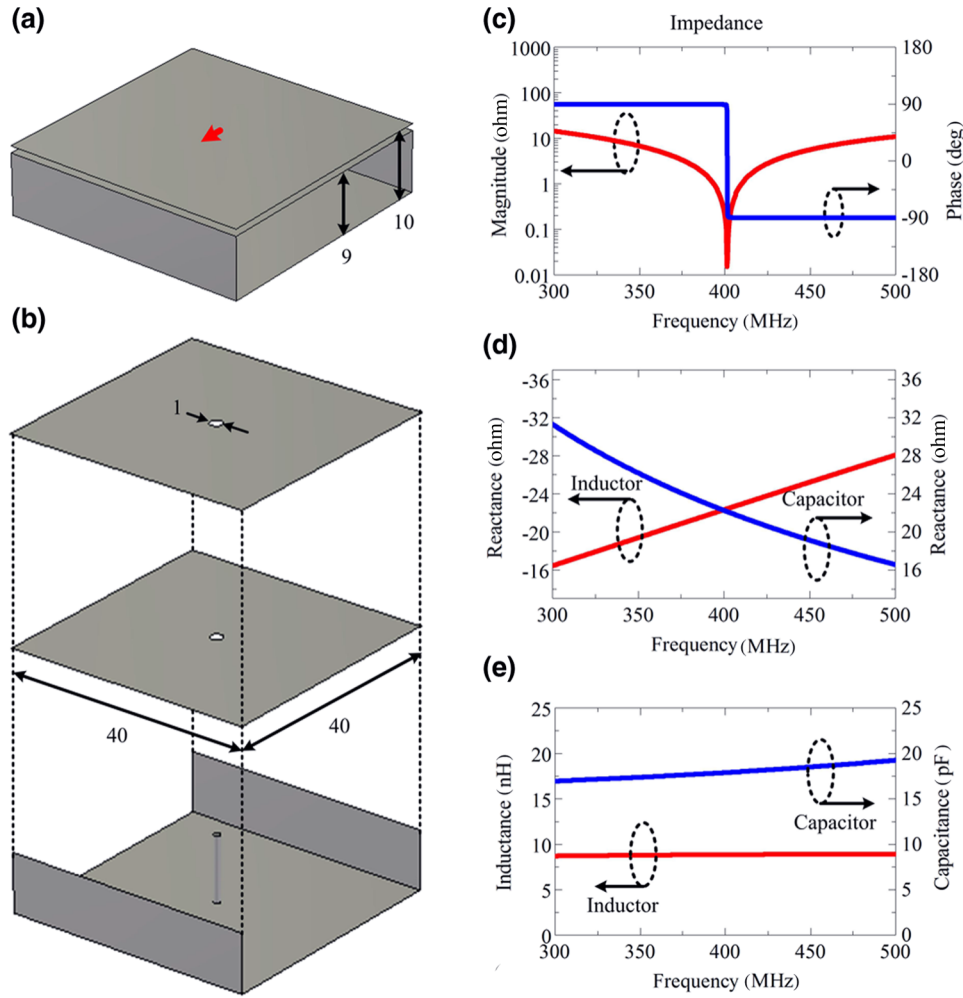 (a)
10
9
(b)
1
40
40
(c)
Impedance
1000
100
10
1
0.1
0.01
Magnitude (ohm)
180
90
0
-90
-180
Phase (deg)
300
350
400
450
500
Frequency (MHz)
(d)
-36
-32
-28
-24
-20
-16
Reactance (ohm)
Inductor
Capacitor
36
32
28
24
20
16
Reactance (ohm)
300
350
400
450
500
Frequency (MHz)
(e)
25
20
15
10
5
0
Inductance (nH)
Capacitor
Inductor
25
20
15
10
5
0
Capacitance (pF)
300
350
400
450
500
Frequency (MHz)